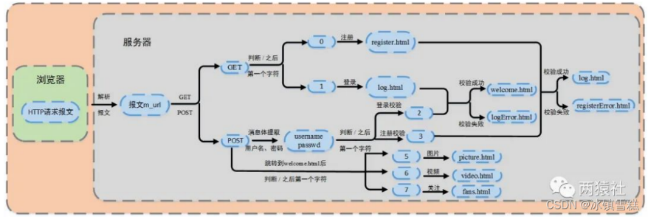 服务器
浏览器
HTTP请求报文
解析
报文
报文m_url
GET
POST
GET
判断 / 之后
第一个字符
0
注册
register.html
1
登录
log.html
登录校验
2
校验成功
welcome.html
校验失败
logError.html
校验成功
log.html
校验失败
registerError.html
POST
消息体提取
账户名、密码
username
passwd
判断 / 之后
第一个字符
注册校验
3
跳转到welcome.html后
判断 / 之后第一个字符
5
图片
picture.html
6
视频
video.html
7
关注
fans.html
两猿社
CSDN @冰镇雪糕